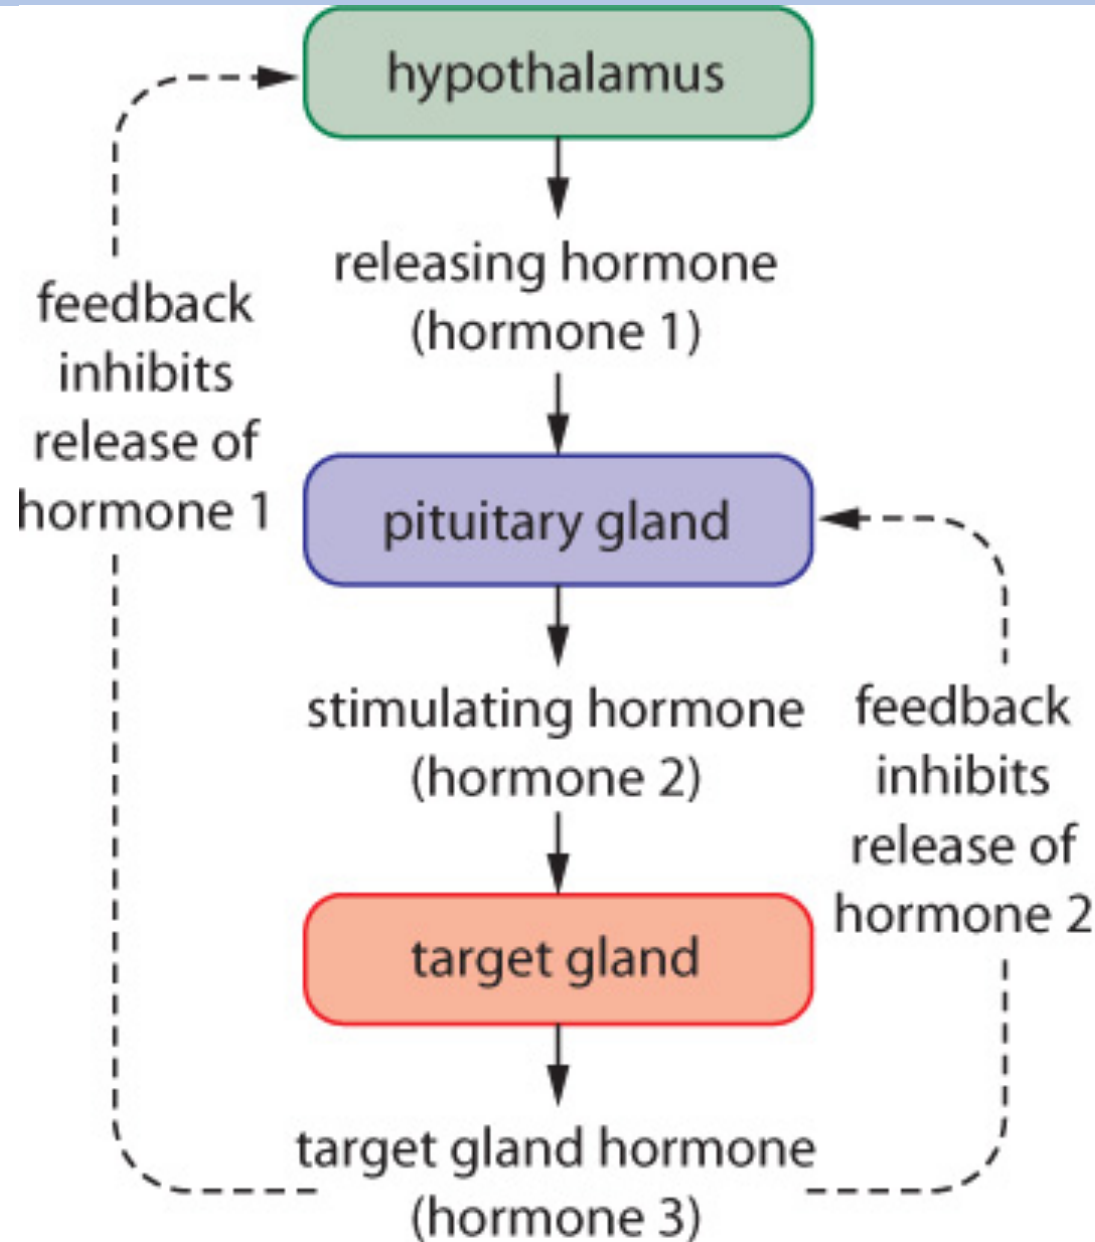 hypothalamus
releasing hormone
(hormone 1)
feedback
inhibits
release of
hormone 1
pituitary gland
stimulating hormone
(hormone 2)
feedback
inhibits
release of
hormone 2
target gland
target gland hormone
(hormone 3)